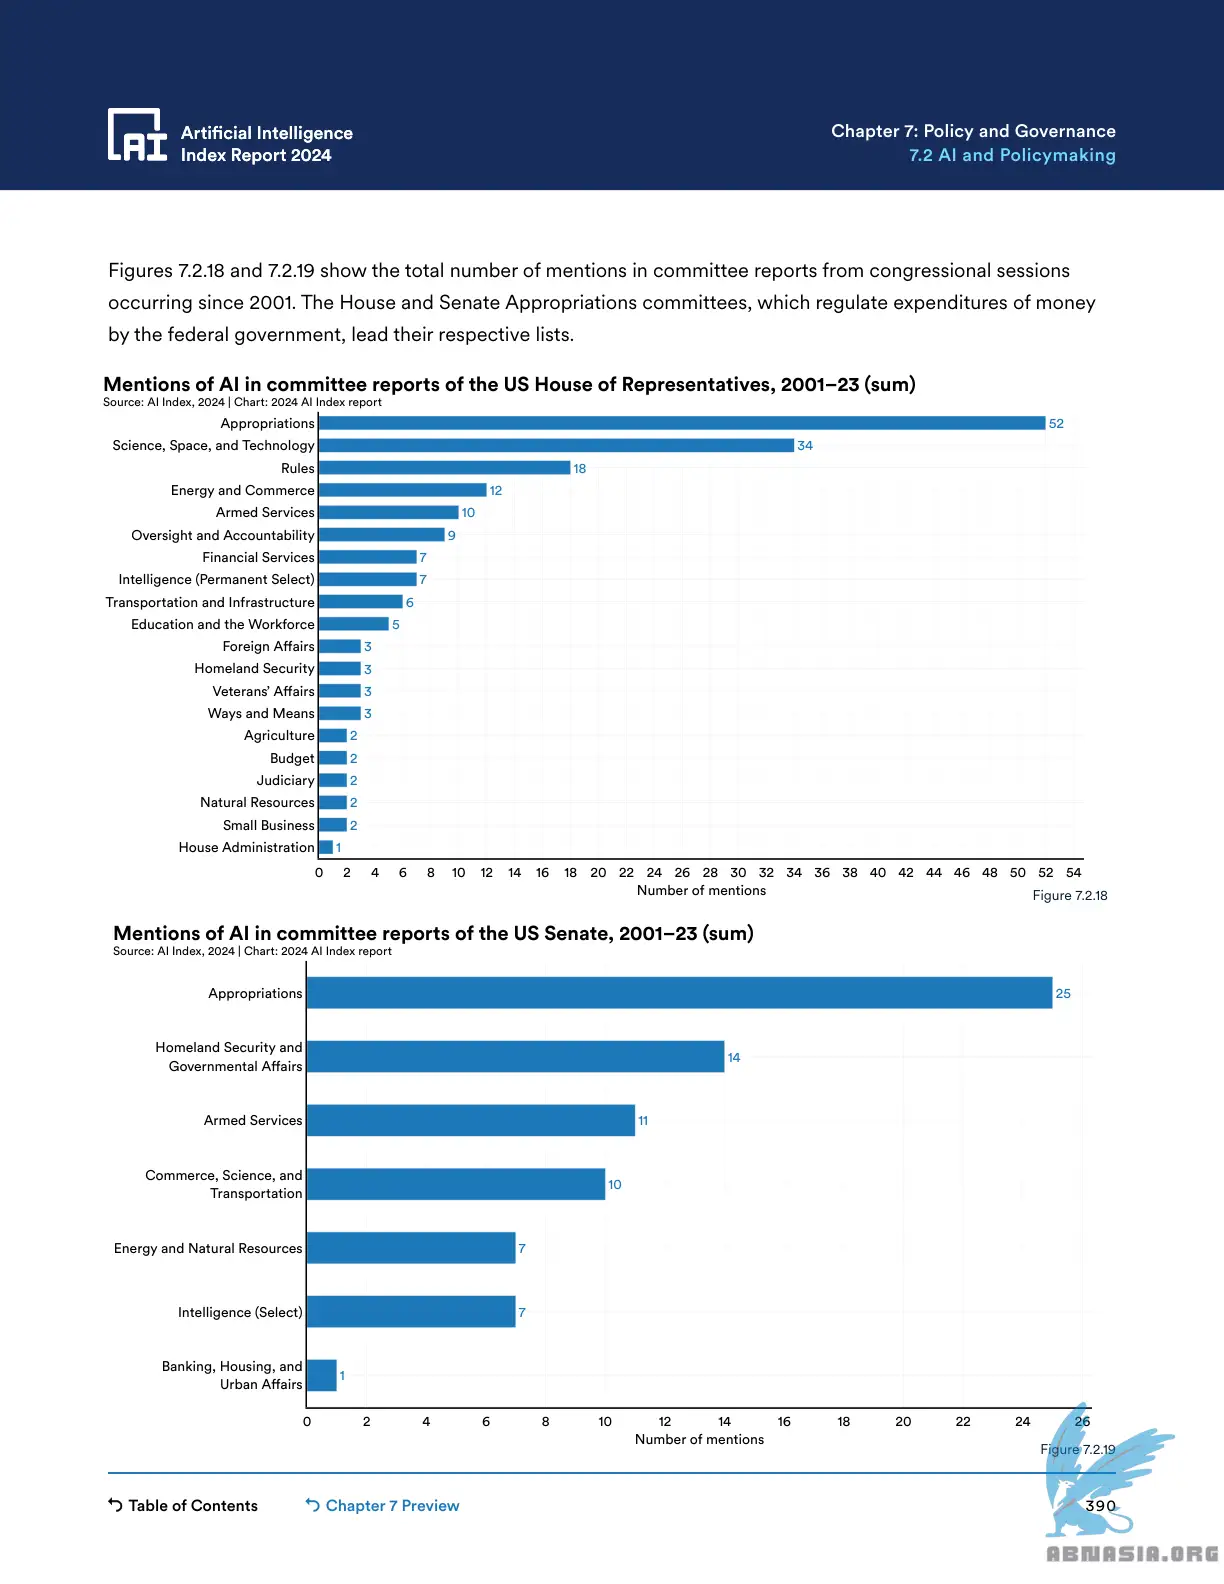 Artificial Intelligence
Index Report 2024
Chapter 7: Policy and Governance
7.2 AI and Policymaking
Figures 7.2.18 and 7.2.19 show the total number of mentions in committee reports from congressional sessions
occurring since 2001. The House and Senate Appropriations committees, which regulate expenditures of money
by the federal government, lead their respective lists.
Mentions of AI in committee reports of the US House of Representatives, 2001–23 (sum)
Source: AI Index, 2024 | Chart: 2024 AI Index report
Appropriations 52
Science, Space, and Technology 34
Rules 18
Energy and Commerce 12
Armed Services 10
Oversight and Accountability 9
Financial Services 7
Intelligence (Permanent Select) 7
Transportation and Infrastructure 6
Education and the Workforce 5
Foreign Affairs 3
Homeland Security 3
Veterans’ Affairs 3
Ways and Means 3
Agriculture 2
Budget 2
Judiciary 2
Natural Resources 2
Small Business 2
House Administration 1
0 2 4 6 8 10 12 14 16 18 20 22 24 26 28 30 32 34 36 38 40 42 44 46 48 50 52 54
Number of mentions
Figure 7.2.18
Mentions of AI in committee reports of the US Senate, 2001–23 (sum)
Source: AI Index, 2024 | Chart: 2024 AI Index report
Appropriations 25
Homeland Security and
Governmental Affairs 14
Armed Services 11
Commerce, Science, and
Transportation 10
Energy and Natural Resources 7
Intelligence (Select) 7
Banking, Housing, and
Urban Affairs 1
0 2 4 6 8 10 12 14 16 18 20 22 24 26
Number of mentions
Figure 7.2.19
Table of Contents
Chapter 7 Preview
390
ABNASIA.ORG